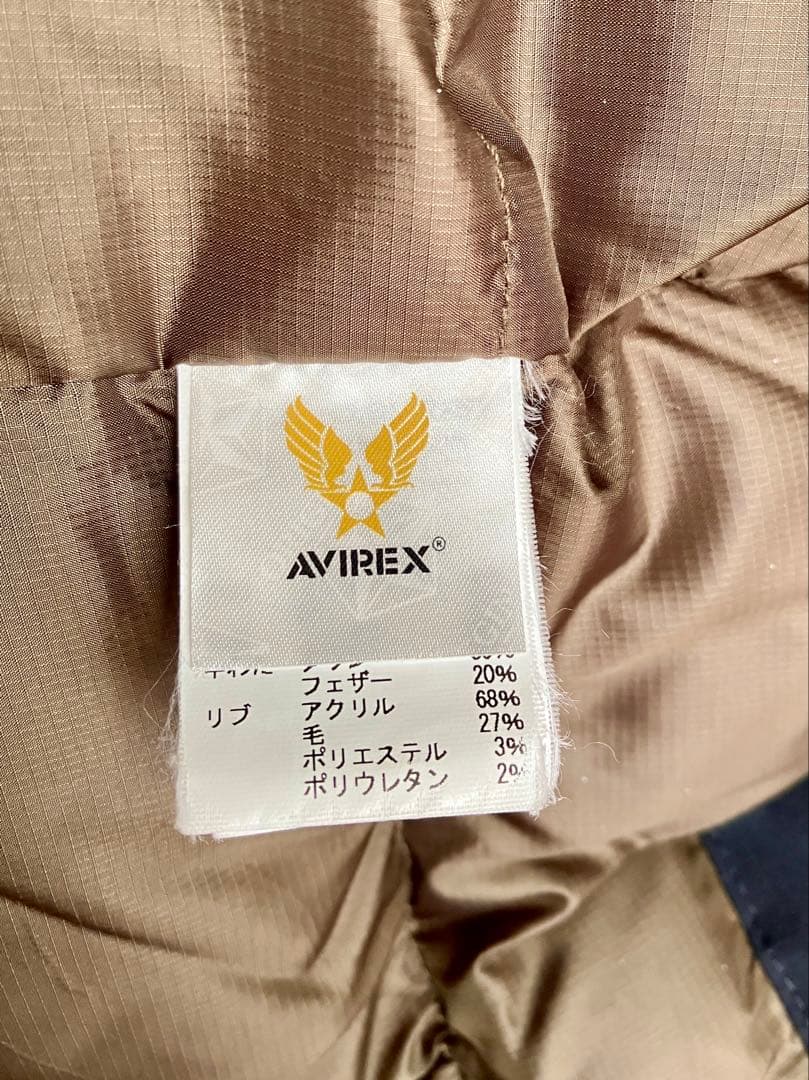 AVIREX®
フェザー 20%
リブ アクリル 68%
毛 27%
ポリエステル 3%
ポリウレタン 2%